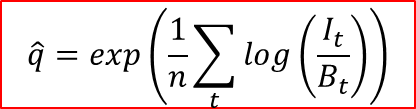 q̂ = exp(1/n ∑_t log(I_t/B_t))